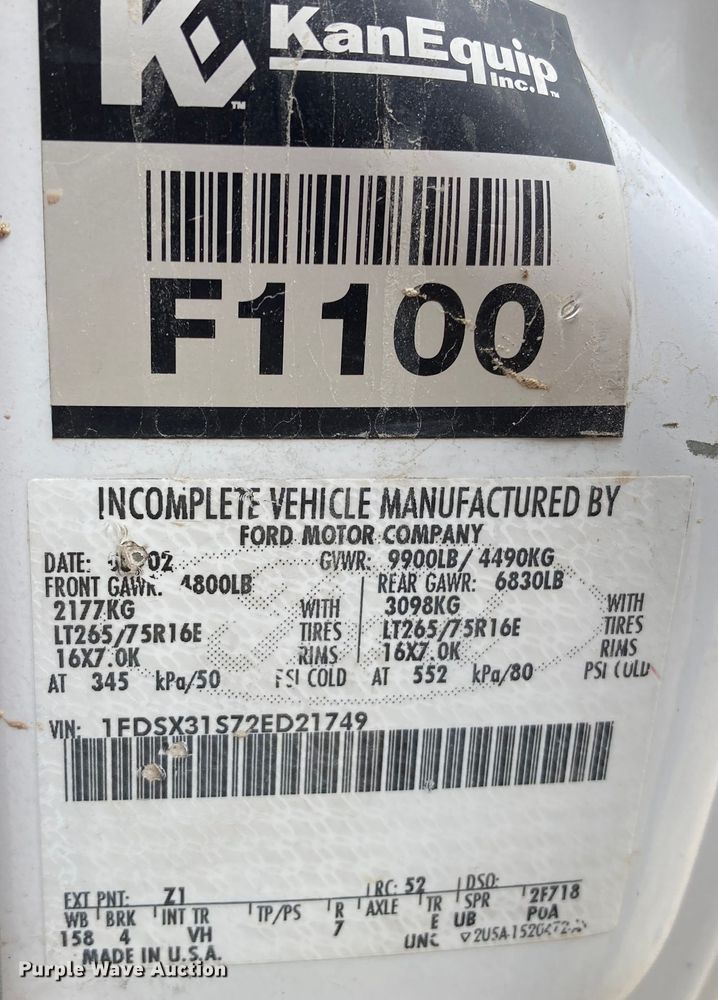 KE
KanEquip
Inc.
F1100
INCOMPLETE VEHICLE MANUFACTURED BY
FORD MOTOR COMPANY
DATE: 02 GVWR: 9900LB/ 4490KG
FRONT GAWR: 4800LB REAR GAWR: 6830LB
2177KG WITH 3098KG WITH
LT265/75R16E TIRES LT265/75R16E TIRES
16X7.0K RIMS 16X7.0K RIMS
AT 345 kPa/50 PSI COLD AT 552 kPa/80 PSI COLD
VIN: 1FDSX31S72ED21749
EXT PNT: Z1 RC: 52 DSO:
WB BRK INT TR TP/PS R AXLE TR SPR 2F718
158 4 VH 7 E UB POA
UNC
MADE IN U.S.A.
Purple Wave Auction